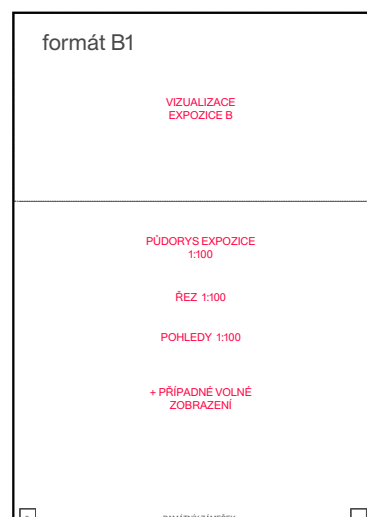 formát B1
VIZUALIZACE
EXPOZICE B
PŮDORYS EXPOZICE
1:100
ŘEZ 1:100
POHLEDY 1:100
+ PŘÍPADNÉ VOLNÉ
ZOBRAZENÍ